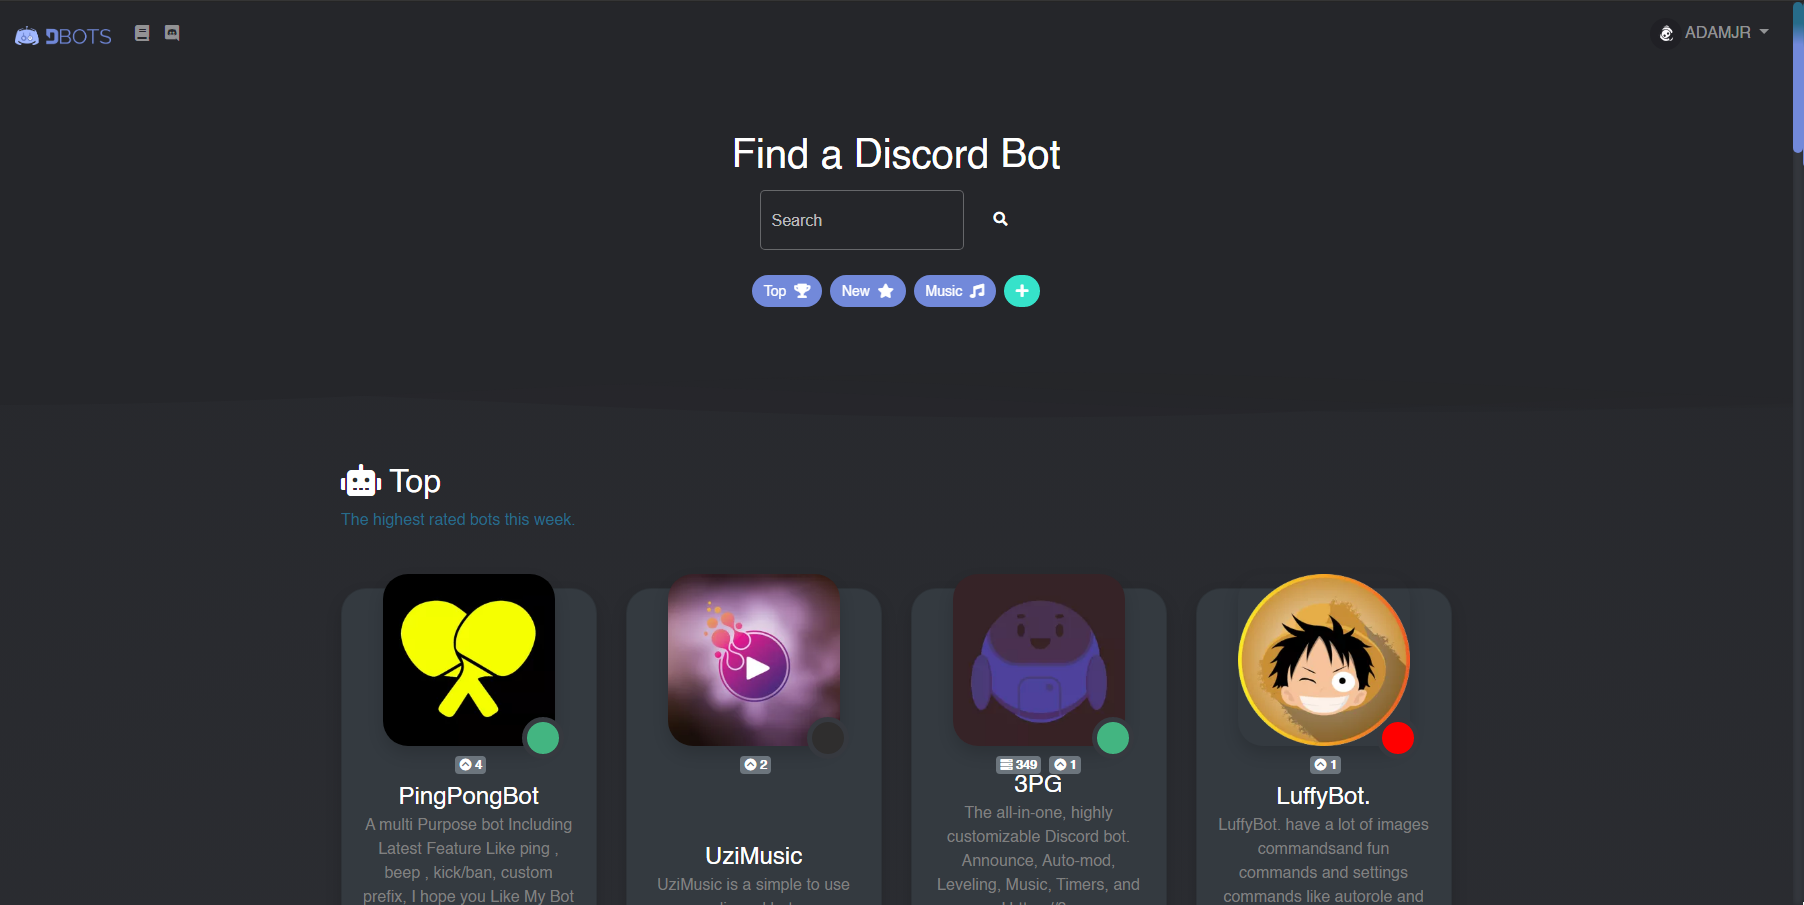 DBOTS
ADAMJR
Find a Discord Bot
Search
Top
New
Music
Top
The highest rated bots this week.
4
PingPongBot
A multi Purpose bot Including
Latest Feature Like ping ,
beep , kick/ban, custom
prefix, I hope you Like My Bot
2
UziMusic
UziMusic is a simple to use
349 1
3PG
The all-in-one, highly
customizable Discord bot.
Announce, Auto-mod,
Leveling, Music, Timers, and
1
LuffyBot.
LuffyBot. have a lot of images
commandsand fun
commands and settings
commands like autorole and